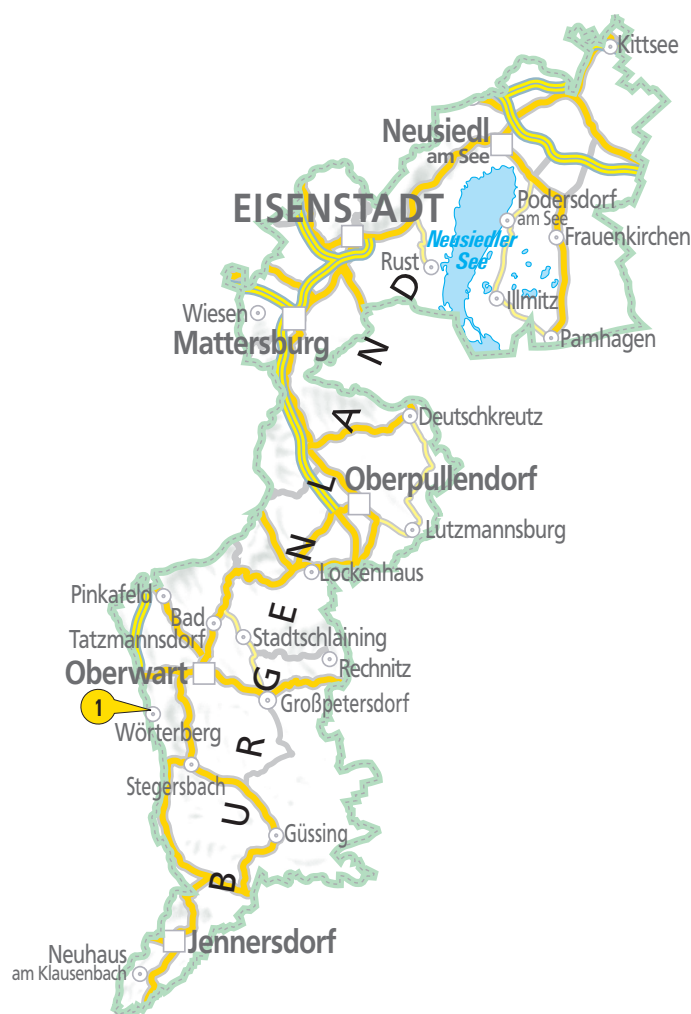 Kittsee
Neusiedl
am See
EISENSTADT
Podersdorf
am See
Neusiedler
See
Frauenkirchen
Rust
Illmitz
Wiesen
Mattersburg
Pamhagen
Deutschkreutz
Oberpullendorf
Lutzmannsburg
Lockenhaus
Pinkafeld
Bad
Tatzmannsdorf
Stadtschlaining
Rechnitz
Oberwart
Großpetersdorf
1
Wörterberg
Stegersbach
Güssing
BURGENLAND
Jennersdorf
Neuhaus
am Klausenbach